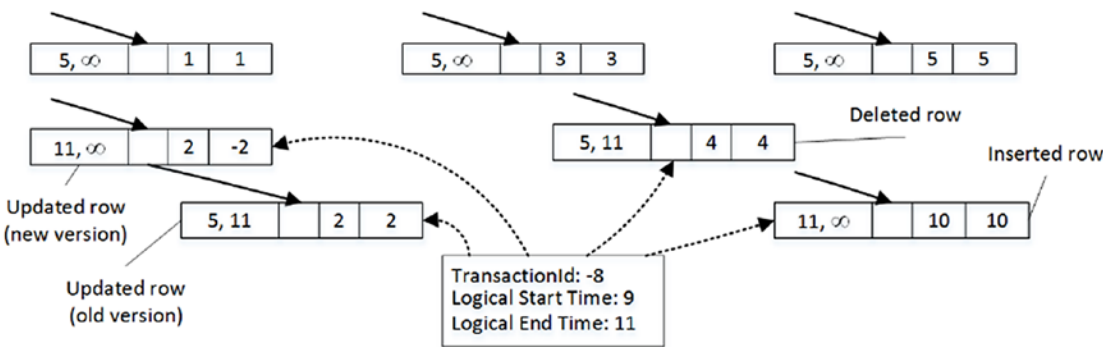 5, ∞ 1 1
5, ∞ 3 3
5, ∞ 5 5
11, ∞ 2 -2
5, 11 4 4
Deleted row
Inserted row
Updated row
(new version)
5, 11 2 2
11, ∞ 10 10
Updated row
(old version)
TransactionId: -8
Logical Start Time: 9
Logical End Time: 11